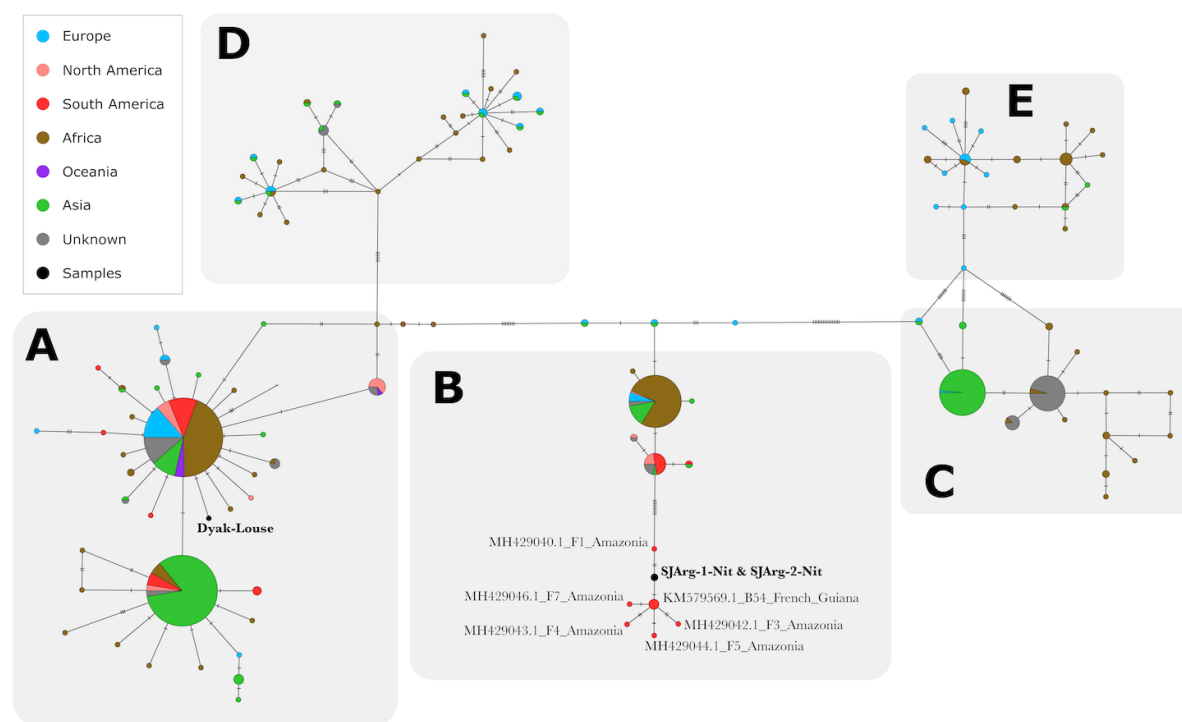 Europe
North America
South America
Africa
Oceania
Asia
Unknown
Samples
D
E
A
B
C
Dyak-Louse
MH429040.1_F1_Amazonia
SJArg-1-Nit & SJArg-2-Nit
MH429046.1_F7_Amazonia
KM579569.1_B54_French_Guiana
MH429043.1_F4_Amazonia
MH429042.1_F3_Amazonia
MH429044.1_F5_Amazonia